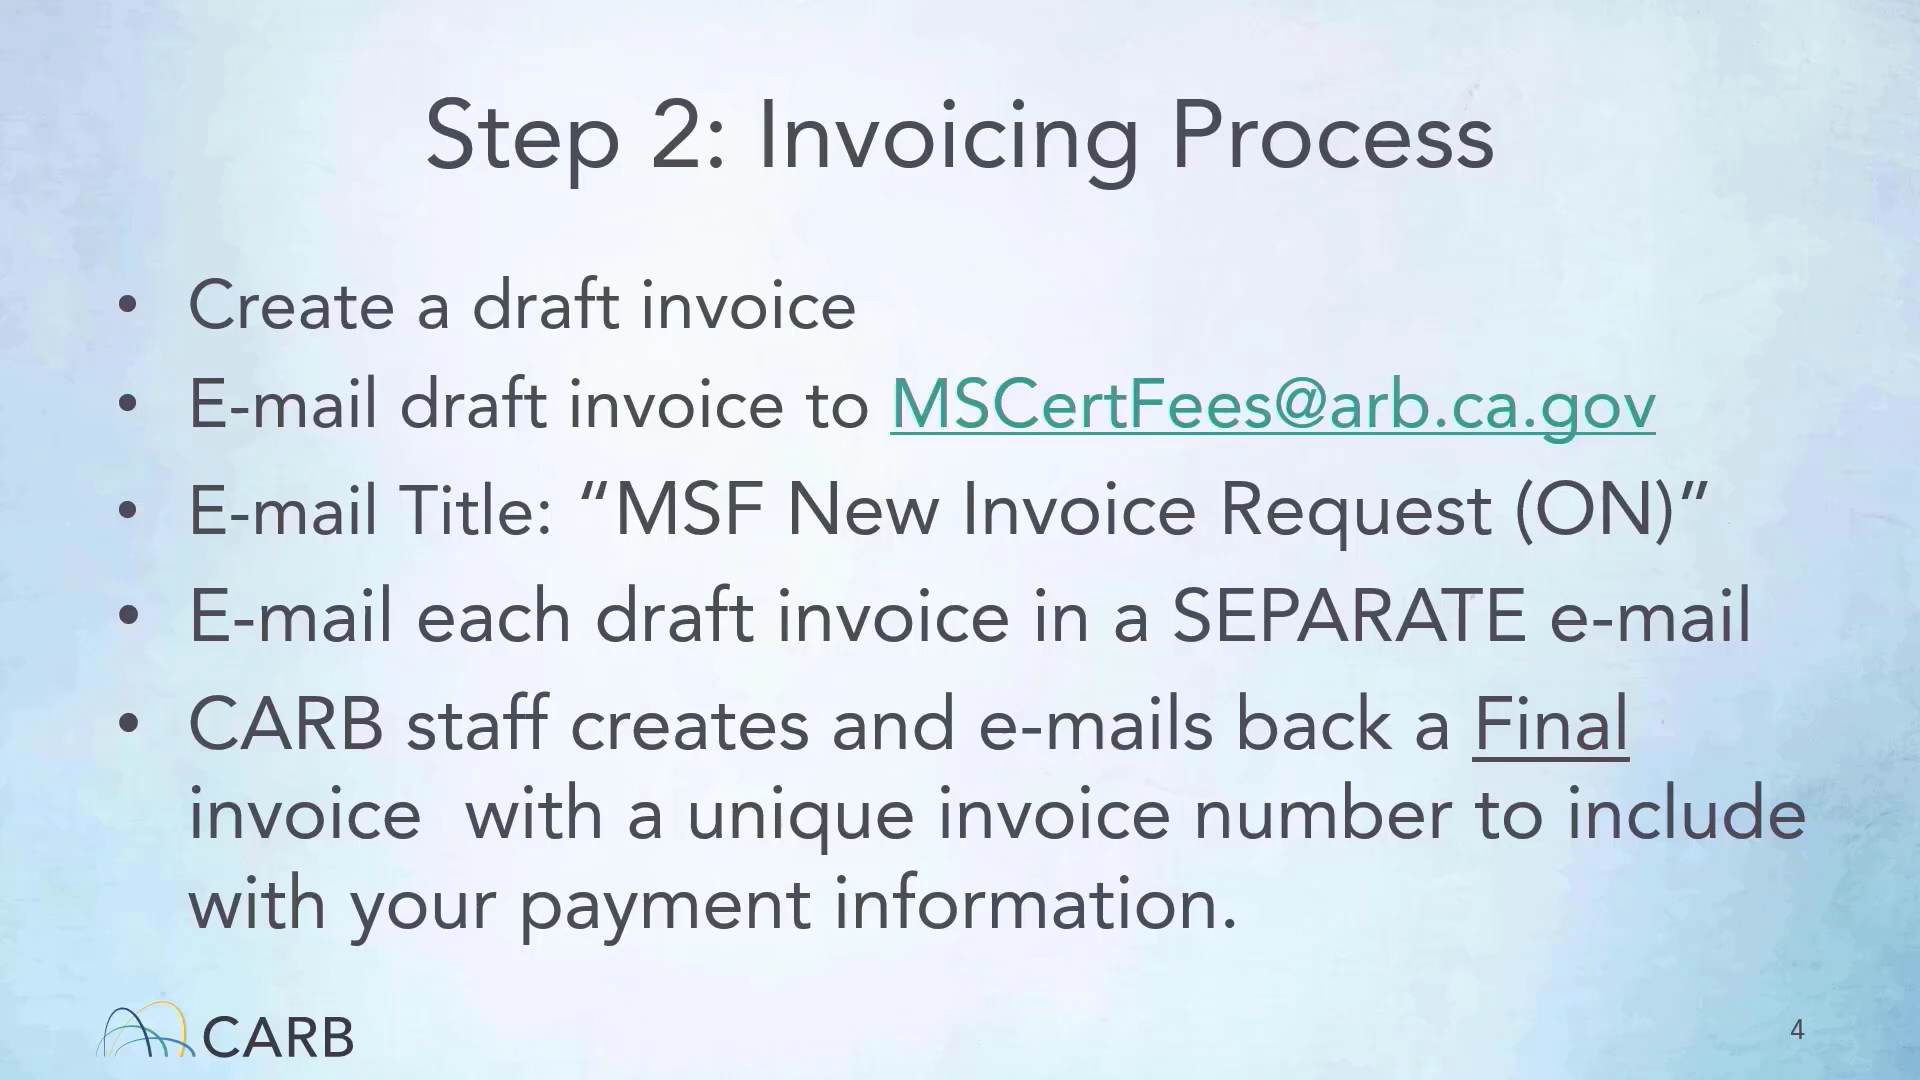 Step 2: Invoicing Process
• Create a draft invoice
• E-mail draft invoice to MSCertFees@arb.ca.gov
• E-mail Title: “MSF New Invoice Request (ON)”
• E-mail each draft invoice in a SEPARATE e-mail
• CARB staff creates and e-mails back a Final
invoice  with a unique invoice number to include
with your payment information.
CARB
4